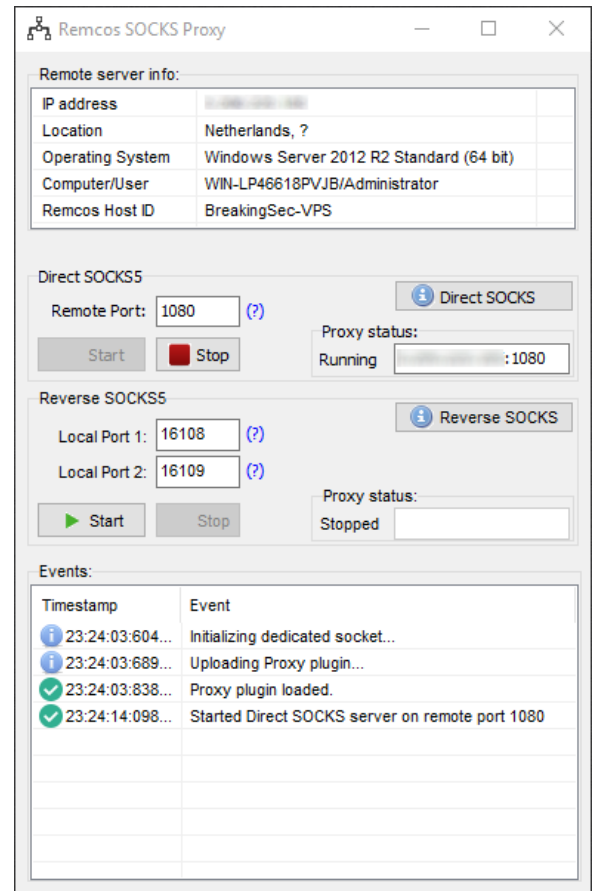 Remcos SOCKS Proxy
Remote server info:
IP address
Location Netherlands, ?
Operating System Windows Server 2012 R2 Standard (64 bit)
Computer/User WIN-LP46618PVJB/Administrator
Remcos Host ID BreakingSec-VPS
Direct SOCKS5
Direct SOCKS
Remote Port: 1080 (?)
Proxy status:
Start Stop
Running :1080
Reverse SOCKS5
Reverse SOCKS
Local Port 1: 16108 (?)
Local Port 2: 16109 (?)
Proxy status:
Start Stop
Stopped
Events:
Timestamp Event
23:24:03:604... Initializing dedicated socket...
23:24:03:689... Uploading Proxy plugin...
23:24:03:838... Proxy plugin loaded.
23:24:14:098... Started Direct SOCKS server on remote port 1080